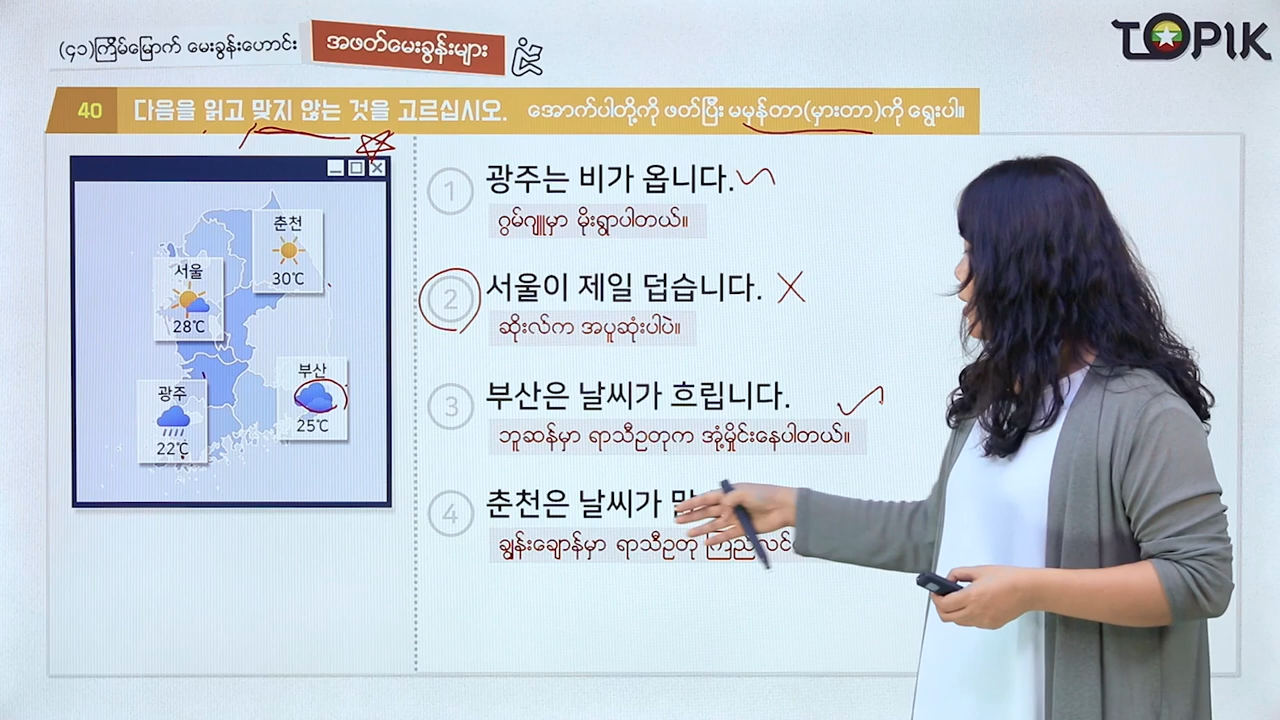 (၄၁)ကြိမ်မြောက် မေးခွန်းဟောင်း
အဖတ်မေးခွန်းများ
TOPIK
40 다음을 읽고 맞지 않는 것을 고르십시오. အောက်ပါတို့ကို ဖတ်ပြီး မမှန်တာ(မှားတာ)ကို ရွေးပါ။
춘천
30℃
서울
28℃
부산
25℃
광주
22℃
1 광주는 비가 옵니다.
ဂွမ်ဂျူမှာ မိုးရွာပါတယ်။
2 서울이 제일 덥습니다.
ဆိုးလ်က အပူဆုံးပါပဲ။
3 부산은 날씨가 흐립니다.
ဘူဆန်မှာ ရာသီဥတုက အုံ့မှိုင်းနေပါတယ်။
4 춘천은 날씨가
ချွန်းချောန်မှာ ရာသီဥတု ကြည်လင်